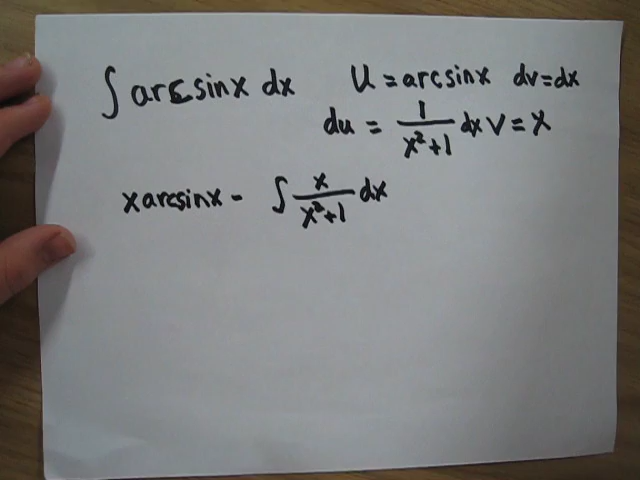 ∫ arcsinx dx U = arcsinx dv = dx
du = 1/(x²+1) dx V = x
xarcsinx - ∫ x/(x²+1) dx